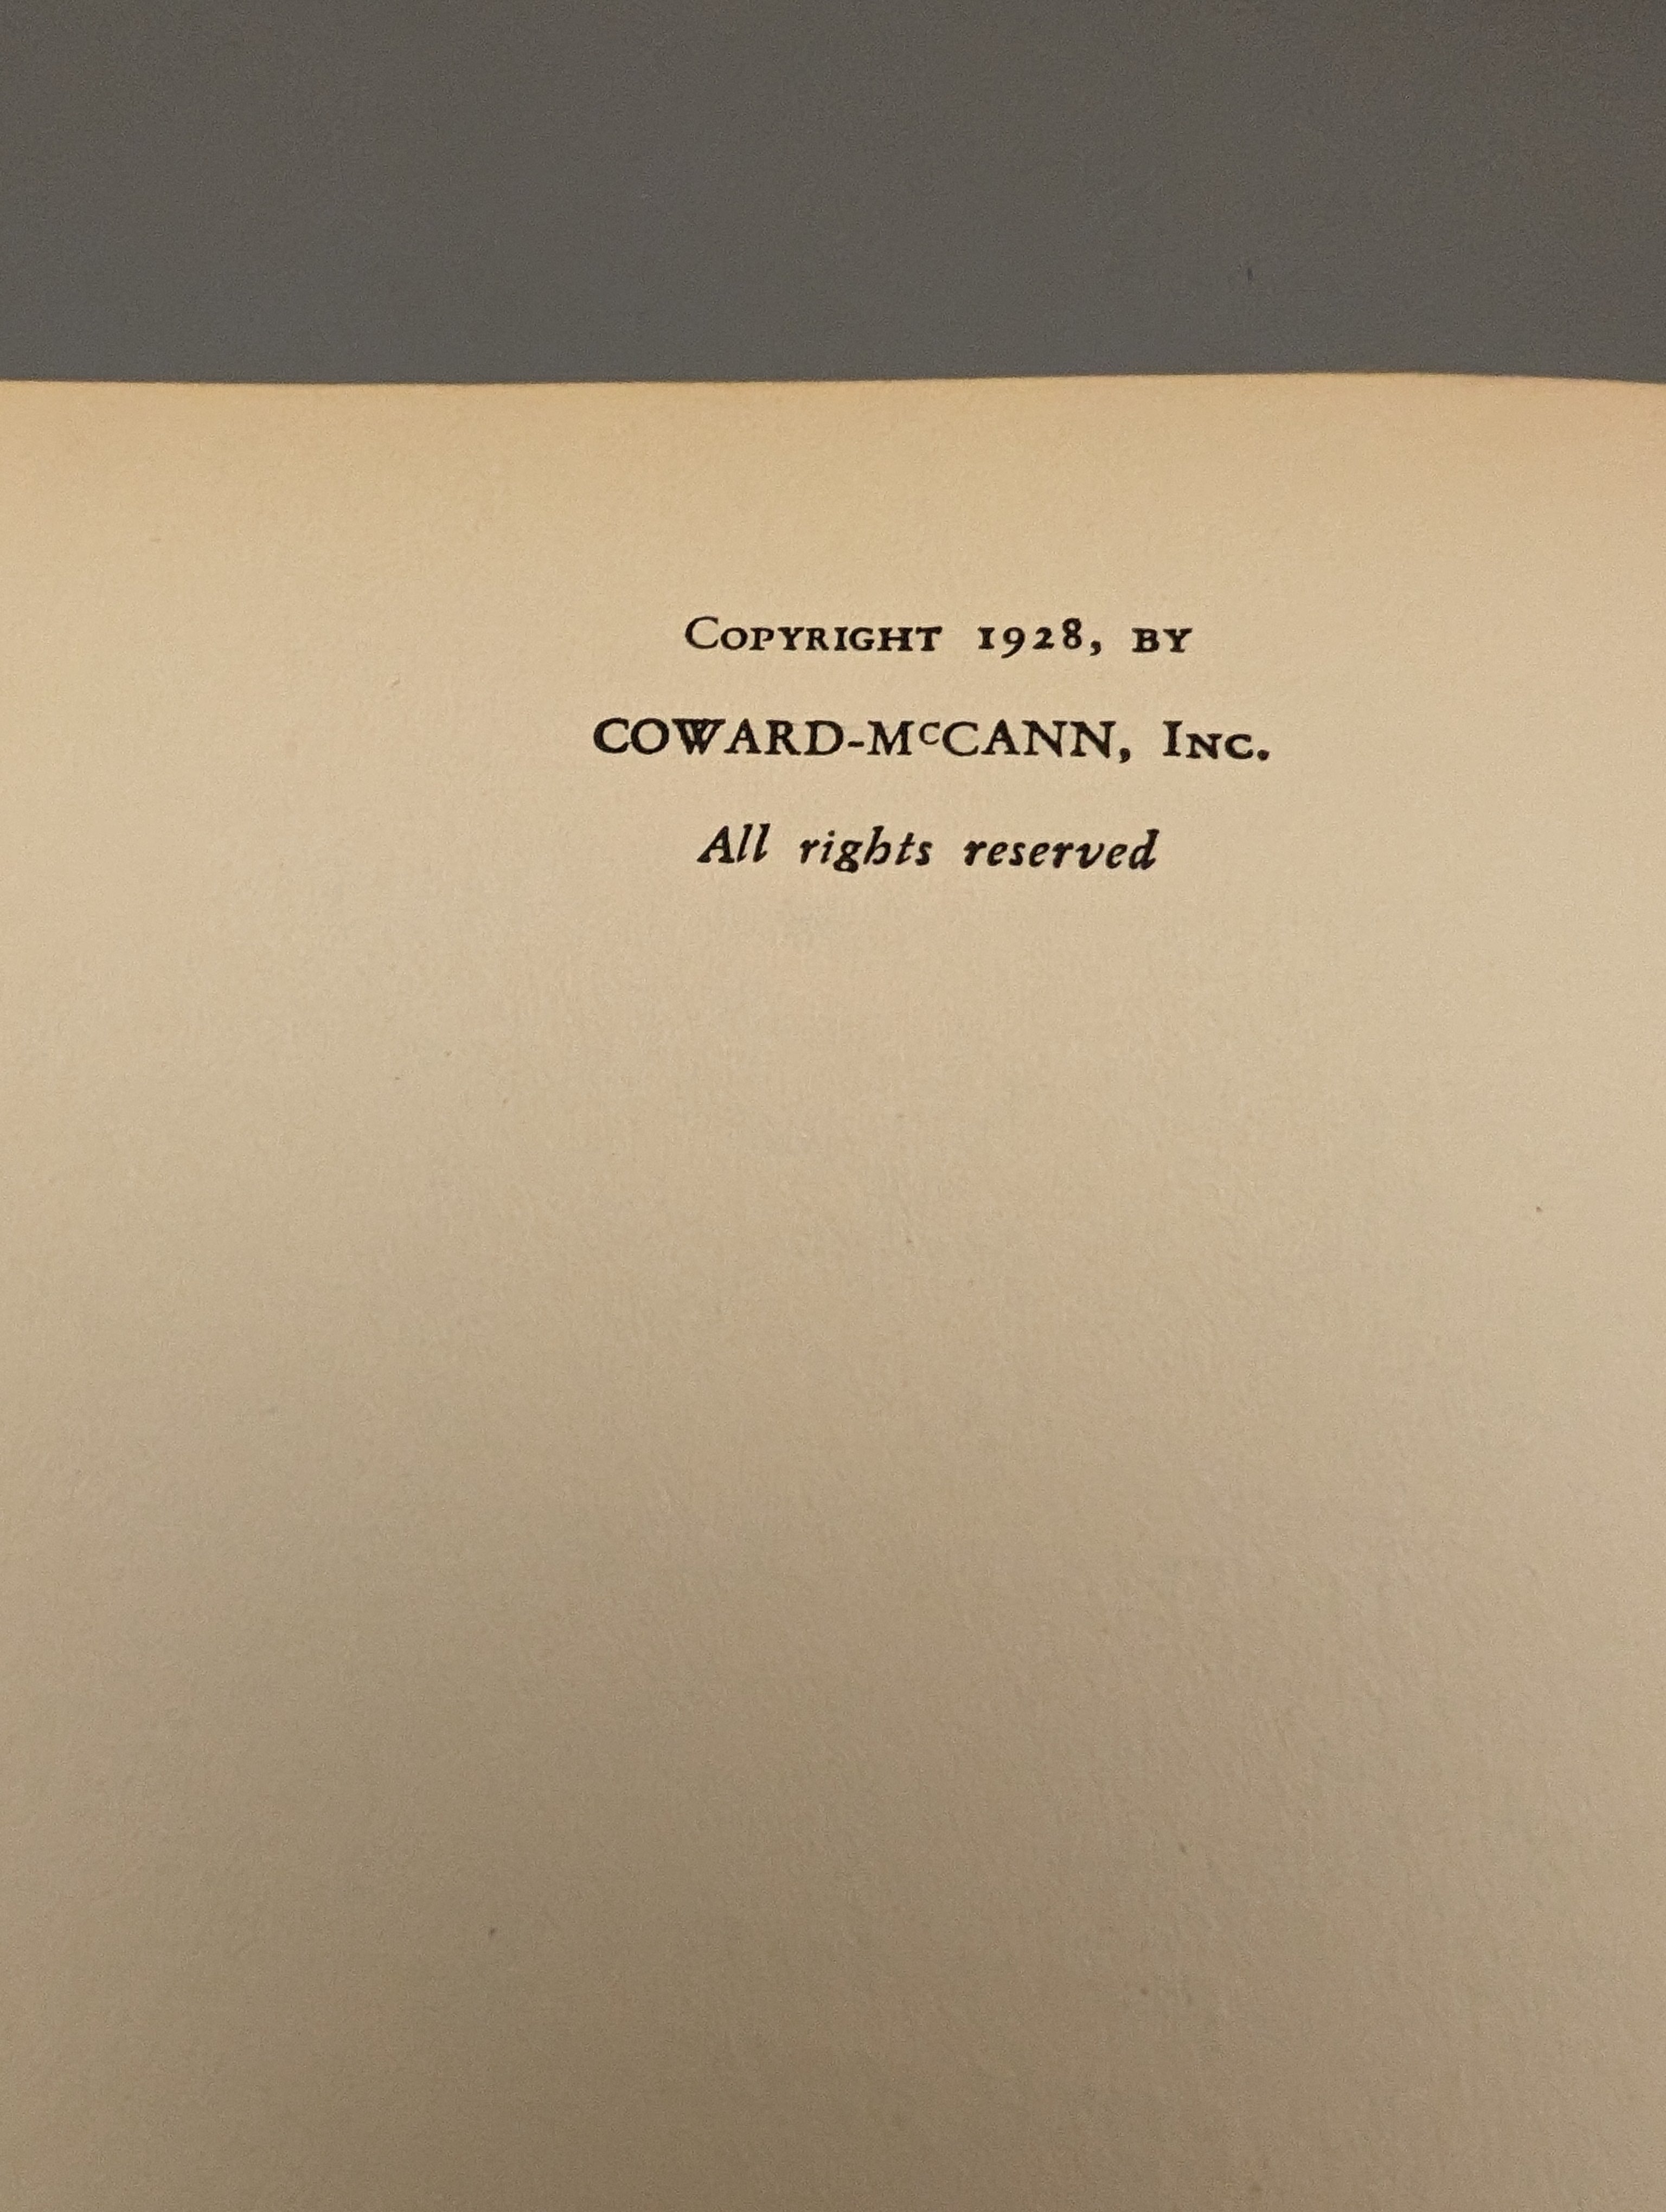 Copyright 1928, by
COWARD-McCANN, Inc.
All rights reserved